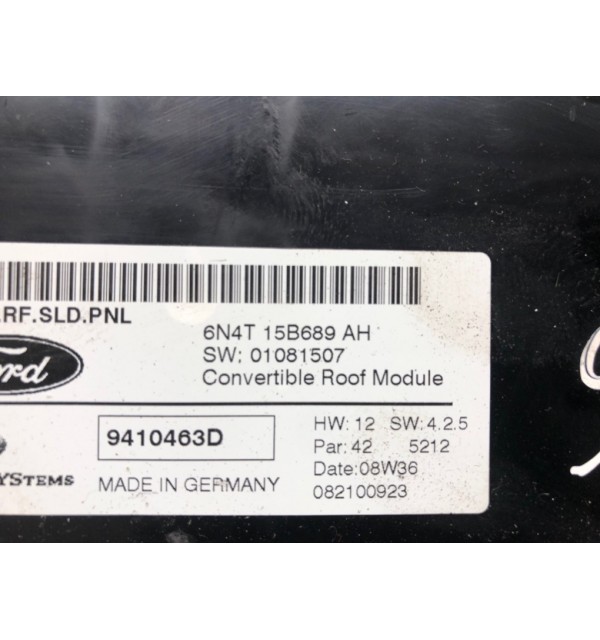 .RF.SLD.PNL
6N4T 15B689 AH
SW: 01081507
Convertible Roof Module
9410463D
MADE IN GERMANY
HW: 12 SW: 4.2.5
Par: 42 5212
Date:08W36
082100923